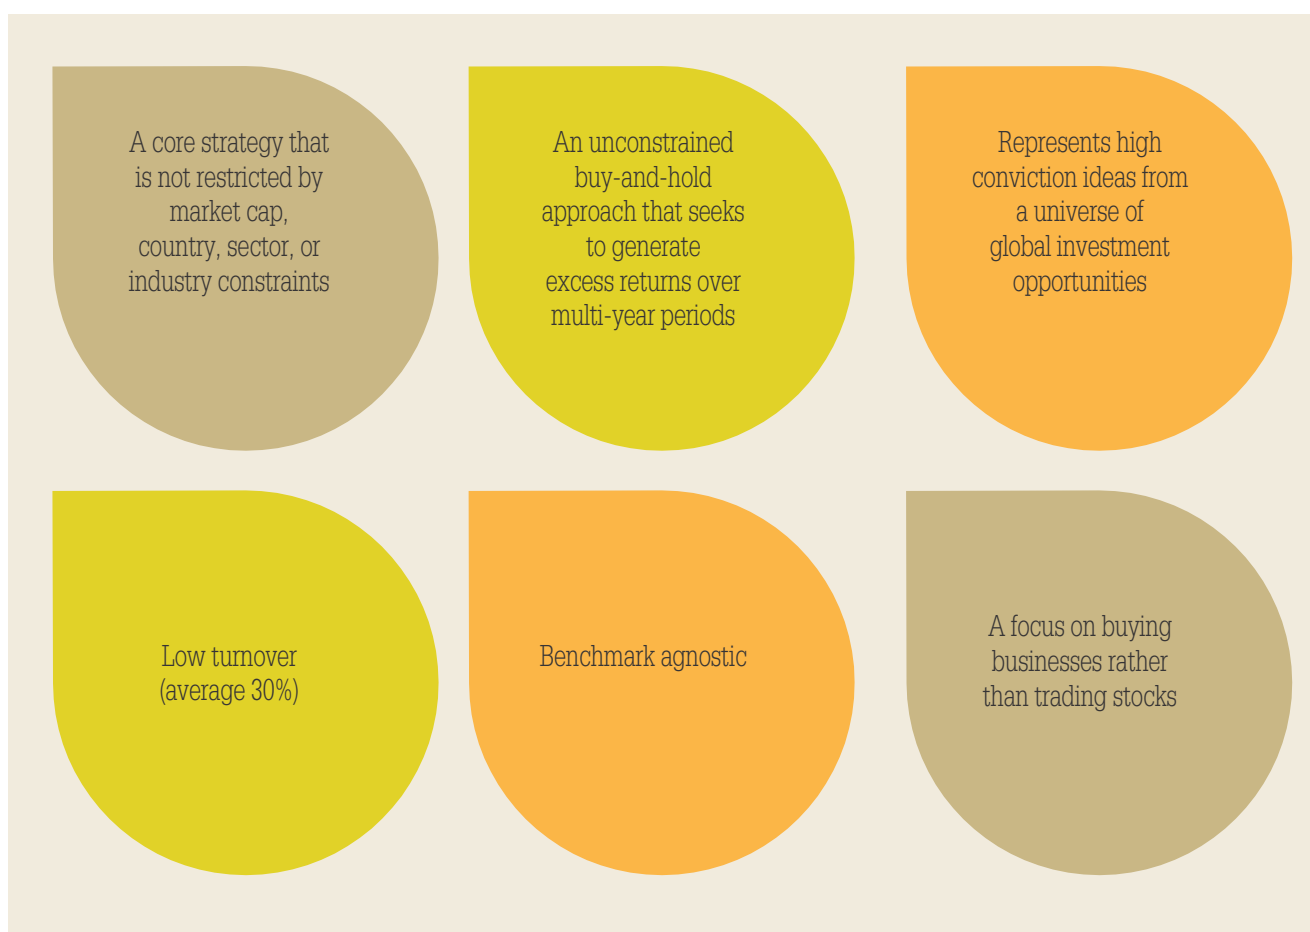 A core strategy that
is not restricted by
market cap,
country, sector, or
industry constraints
An unconstrained
buy-and-hold
approach that seeks
to generate
excess returns over
multi-year periods
Represents high
conviction ideas from
a universe of
global investment
opportunities
Low turnover
(average 30%)
Benchmark agnostic
A focus on buying
businesses rather
than trading stocks